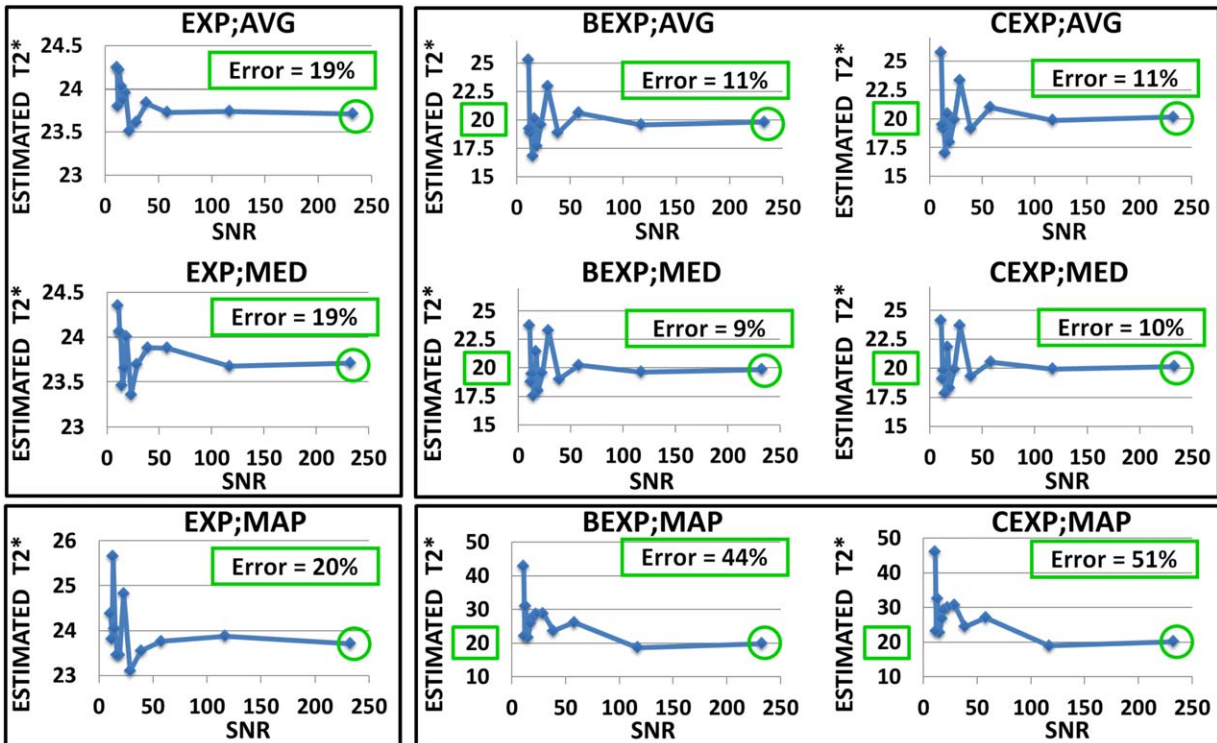 EXP;AVG
ESTIMATED T2*
24.5
24
23.5
23
Error = 19%
0 50 100 150 200 250
SNR
BEXP;AVG
ESTIMATED T2*
25
22.5
20
17.5
15
Error = 11%
0 50 100 150 200 250
SNR
CEXP;AVG
ESTIMATED T2*
25
22.5
20
17.5
15
Error = 11%
0 50 100 150 200 250
SNR
EXP;MED
ESTIMATED T2*
24.5
24
23.5
23
Error = 19%
0 50 100 150 200 250
SNR
BEXP;MED
ESTIMATED T2*
25
22.5
20
17.5
15
Error = 9%
0 50 100 150 200 250
SNR
CEXP;MED
ESTIMATED T2*
25
22.5
20
17.5
15
Error = 10%
0 50 100 150 200 250
SNR
EXP;MAP
ESTIMATED T2*
26
25
24
23
Error = 20%
0 50 100 150 200 250
SNR
BEXP;MAP
ESTIMATED T2*
50
40
30
20
10
Error = 44%
0 50 100 150 200 250
SNR
CEXP;MAP
ESTIMATED T2*
50
40
30
20
10
Error = 51%
0 50 100 150 200 250
SNR